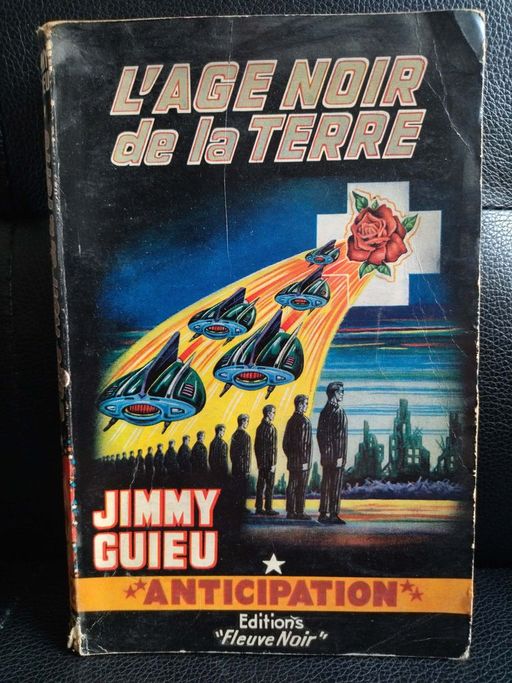 L'AGE NOIR
de la TERRE
JIMMY
GUIEU
ANTICIPATION
Editions
"Fleuve Noir"